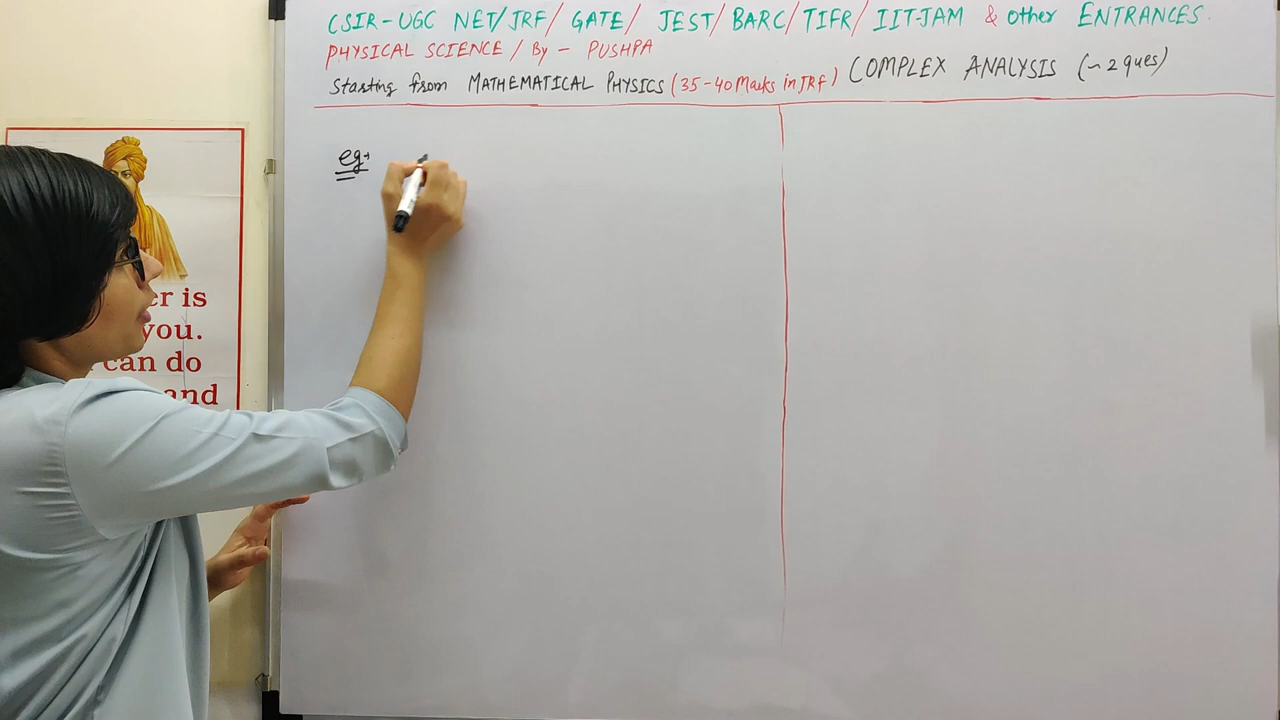 CSIR-UGC NET/JRF/ GATE/ JEST/BARC/TIFR/ IIT-JAM & other ENTRANCES.
PHYSICAL SCIENCE / By - PUSHPA
Starting from MATHEMATICAL PHYSICS (35-40 Marks in JRF) COMPLEX ANALYSIS (~2 ques)
eg:
er is
you.
can do
and